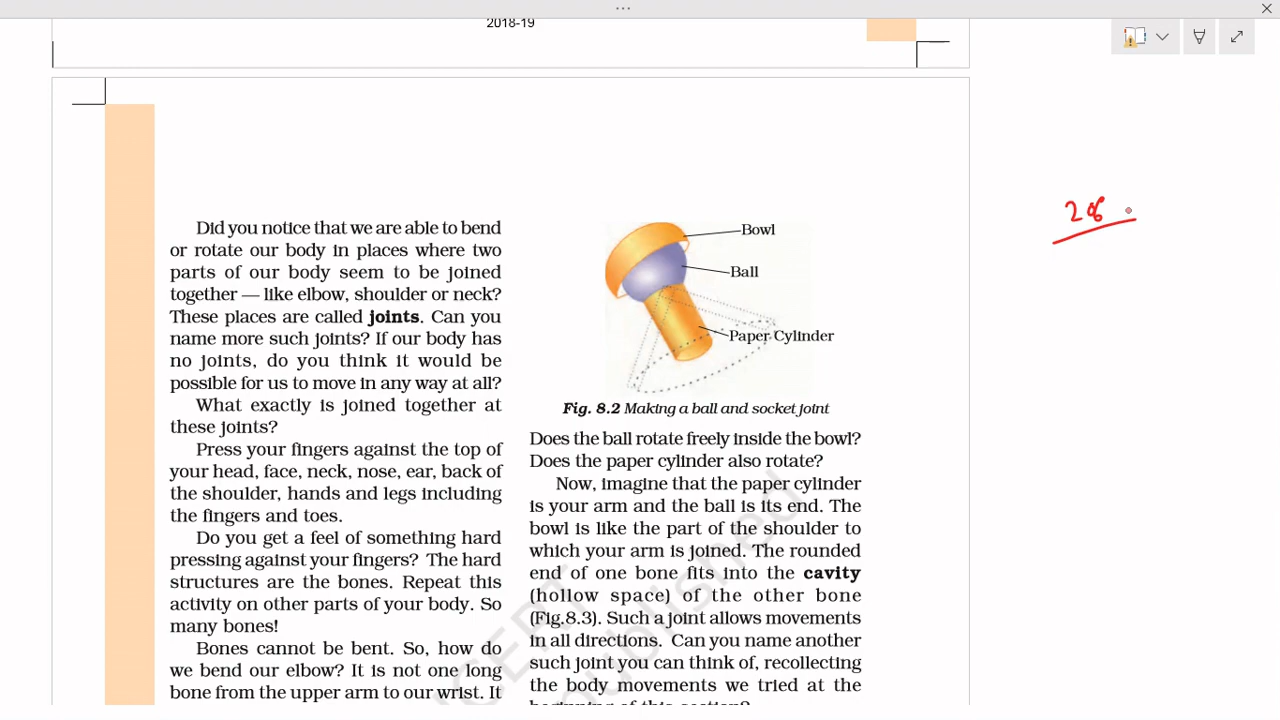 2018-19
Did you notice that we are able to bend
or rotate our body in places where two
parts of our body seem to be joined
together — like elbow, shoulder or neck?
These places are called joints. Can you
name more such joints? If our body has
no joints, do you think it would be
possible for us to move in any way at all?
What exactly is joined together at
these joints?
Press your fingers against the top of
your head, face, neck, nose, ear, back of
the shoulder, hands and legs including
the fingers and toes.
Do you get a feel of something hard
pressing against your fingers? The hard
structures are the bones. Repeat this
activity on other parts of your body. So
many bones!
Bones cannot be bent. So, how do
we bend our elbow? It is not one long
bone from the upper arm to our wrist. It
Bowl
Ball
Paper Cylinder
Fig. 8.2 Making a ball and socket joint
Does the ball rotate freely inside the bowl?
Does the paper cylinder also rotate?
Now, imagine that the paper cylinder
is your arm and the ball is its end. The
bowl is like the part of the shoulder to
which your arm is joined. The rounded
end of one bone fits into the cavity
(hollow space) of the other bone
(Fig.8.3). Such a joint allows movements
in all directions. Can you name another
such joint you can think of, recollecting
the body movements we tried at the
beginning of this section?